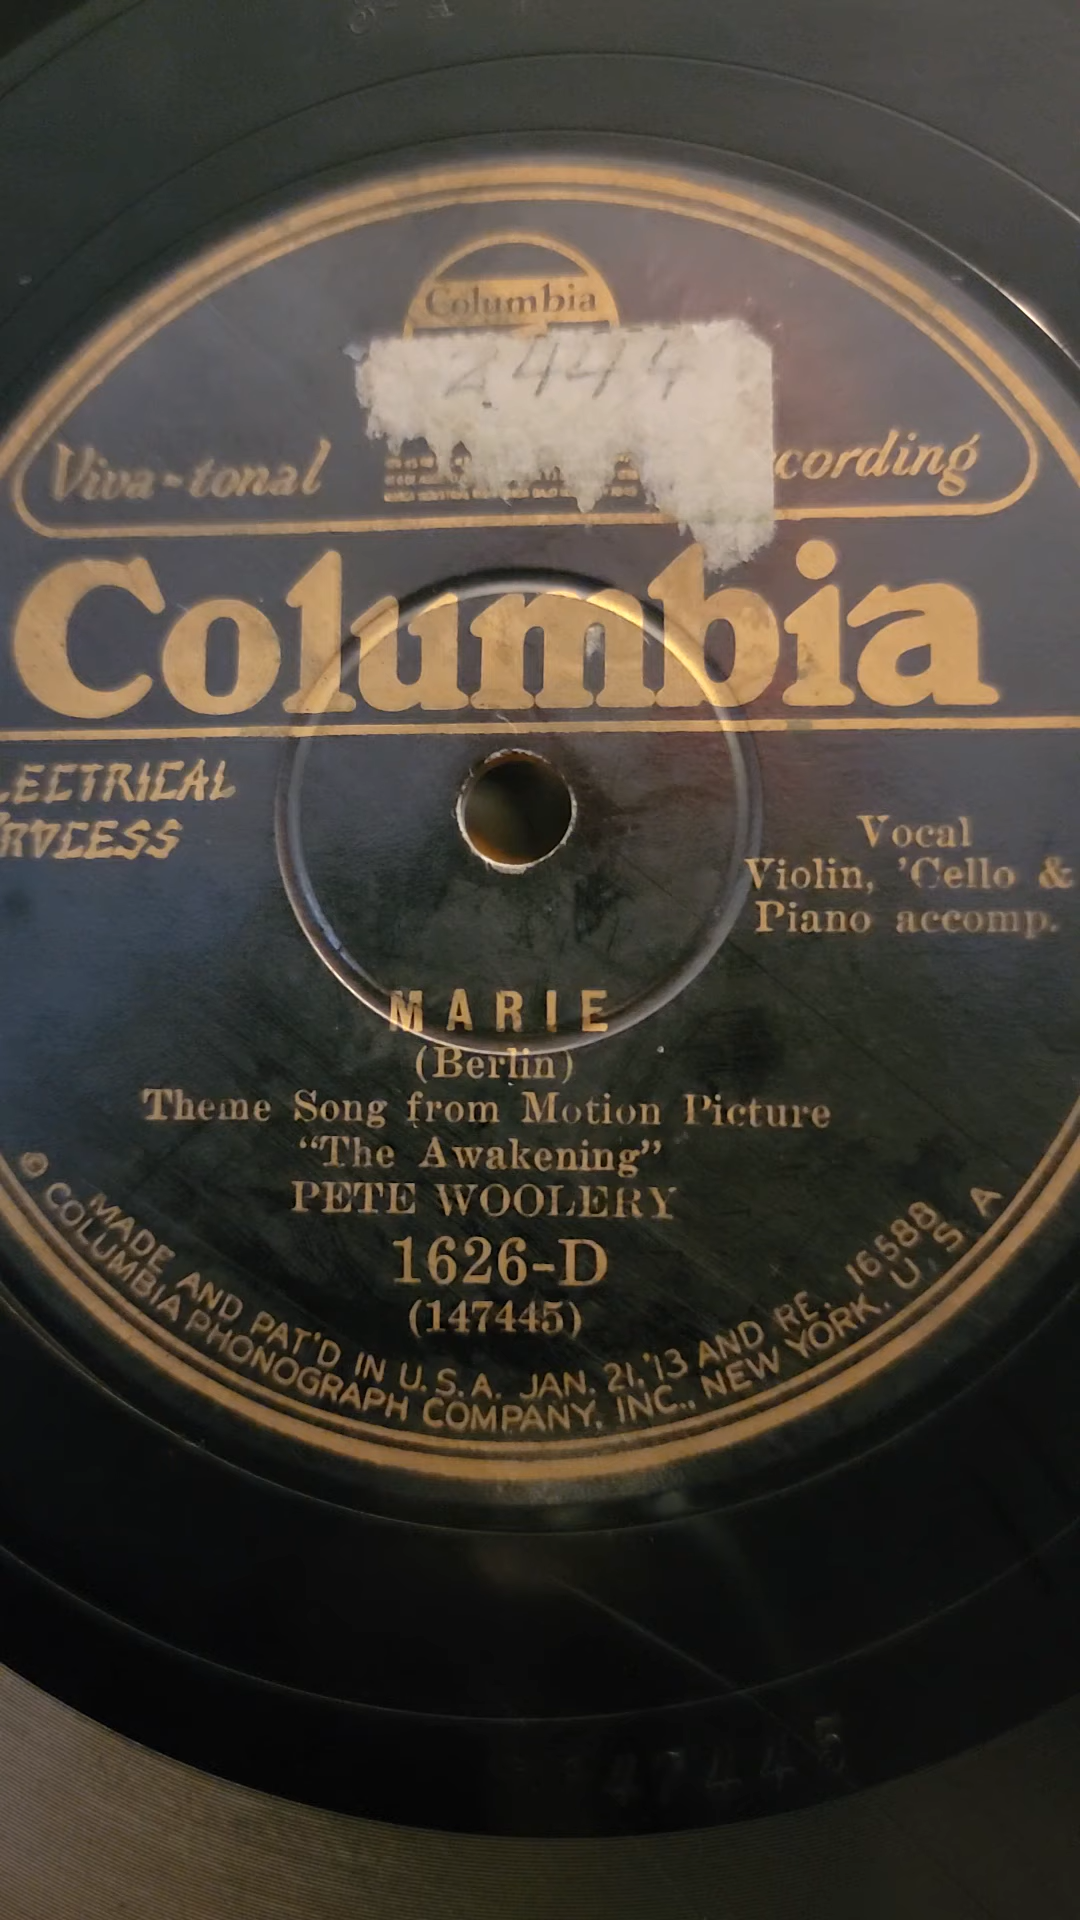 Columbia
2444
Viva-tonal
cording
Columbia
LECTRICAL
PROCESS
Vocal
Violin, 'Cello &
Piano accomp.
MARIE
(Berlin)
Theme Song from Motion Picture
“The Awakening”
PETE WOOLERY
1626-D
(147445)
MADE AND PAT'D IN U.S.A. JAN. 21, '13 AND RE. 16588
COLUMBIA PHONOGRAPH COMPANY, INC., NEW YORK, U.S.A
47445